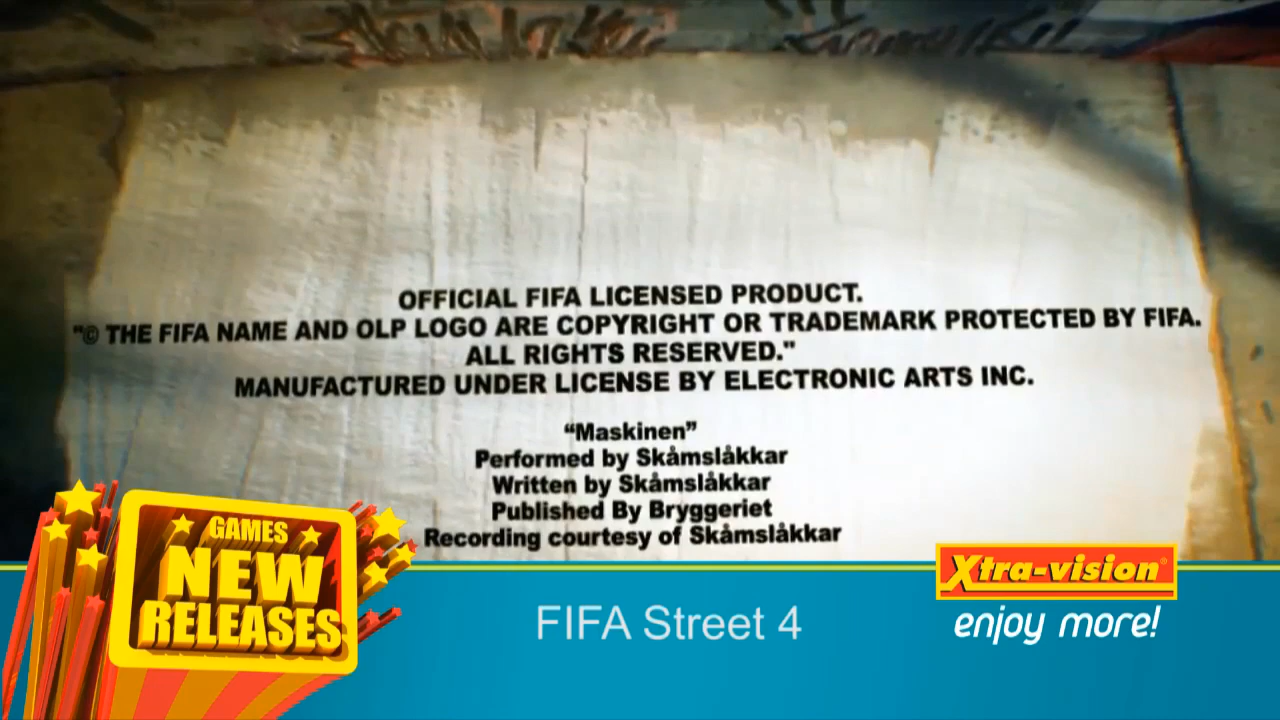 OFFICIAL FIFA LICENSED PRODUCT.
"© THE FIFA NAME AND OLP LOGO ARE COPYRIGHT OR TRADEMARK PROTECTED BY FIFA.
ALL RIGHTS RESERVED."
MANUFACTURED UNDER LICENSE BY ELECTRONIC ARTS INC.
“Maskinen”
Performed by Skåmslåkkar
Written by Skåmslåkkar
Published By Bryggeriet
Recording courtesy of Skåmslåkkar
GAMES
NEW
RELEASES
FIFA Street 4
Xtra-vision®
enjoy more!